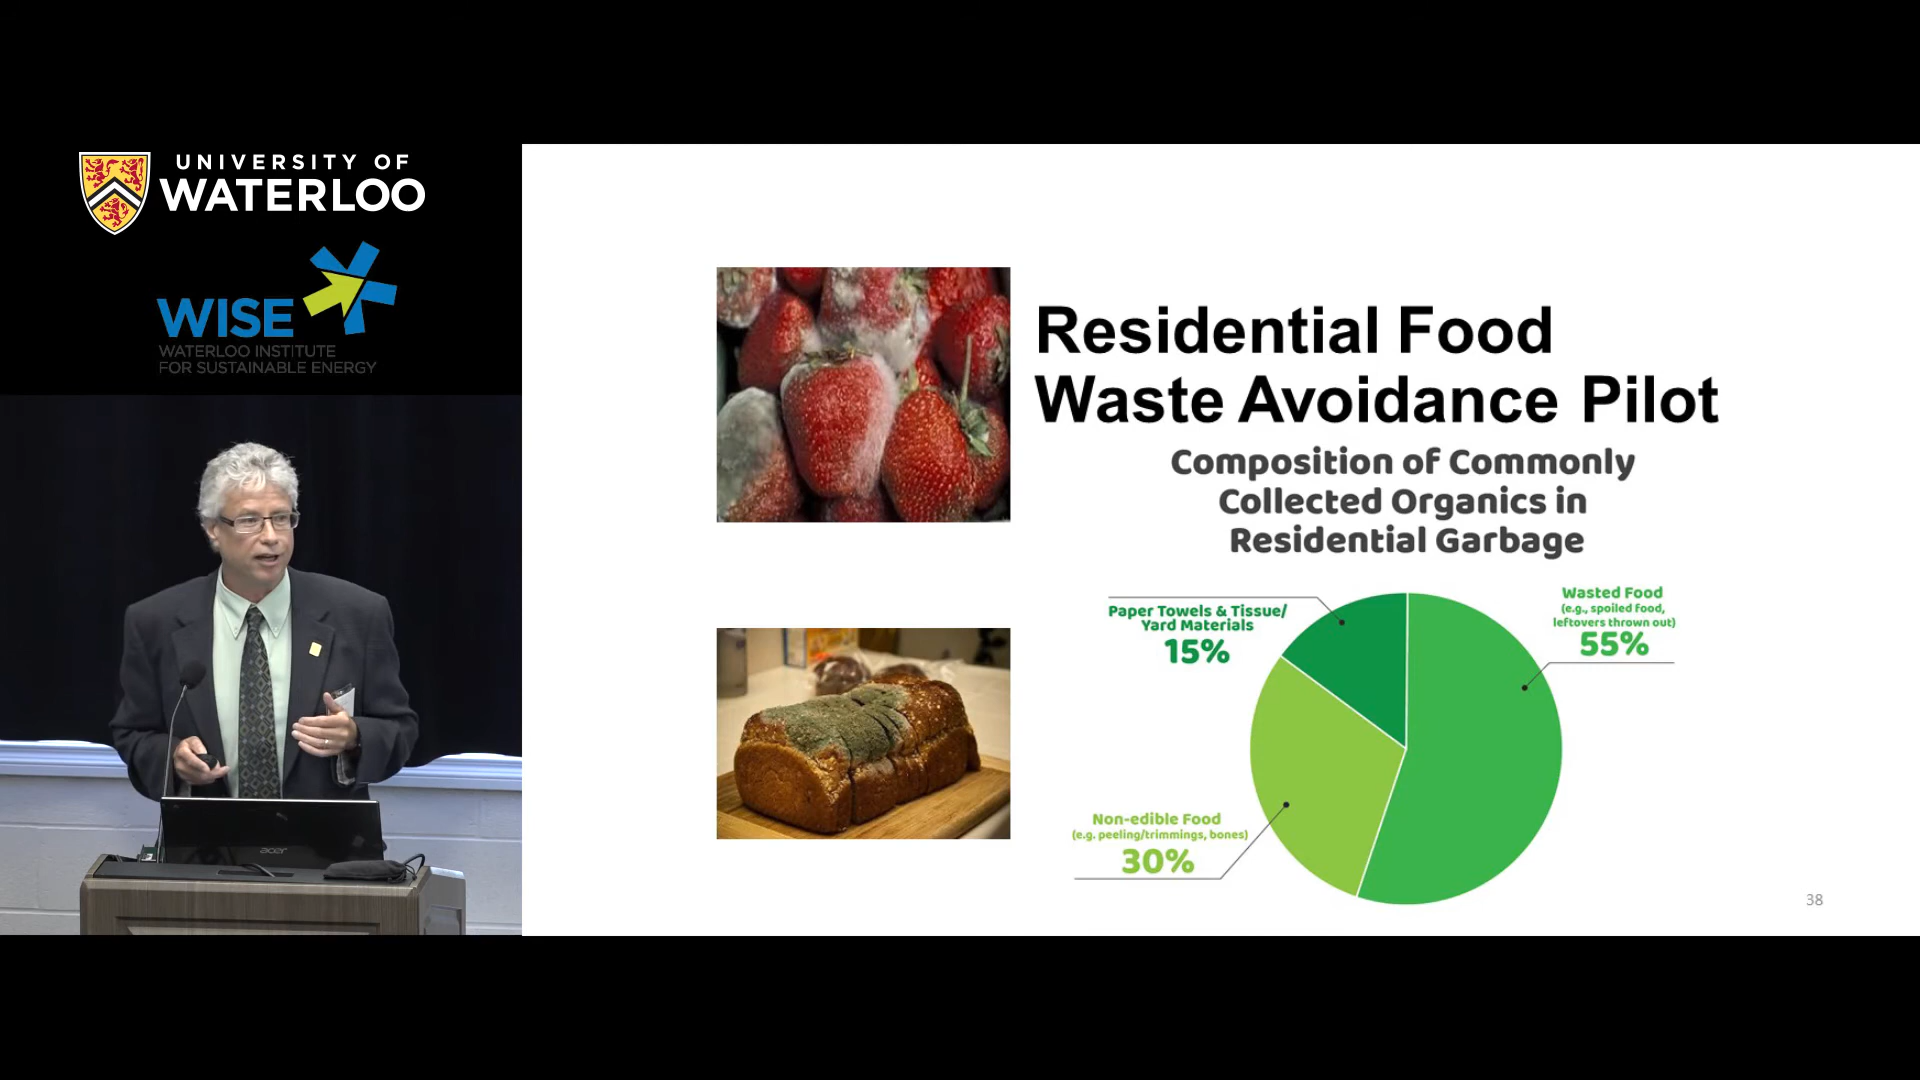 UNIVERSITY OF
WATERLOO
WISE
WATERLOO INSTITUTE
FOR SUSTAINABLE ENERGY
Residential Food
Waste Avoidance Pilot
Composition of Commonly
Collected Organics in
Residential Garbage
Paper Towels & Tissue/
Yard Materials
15%
Wasted Food
(e.g., spoiled food,
leftovers thrown out)
55%
Non-edible Food
(e.g. peeling/trimmings, bones)
30%
38
acer